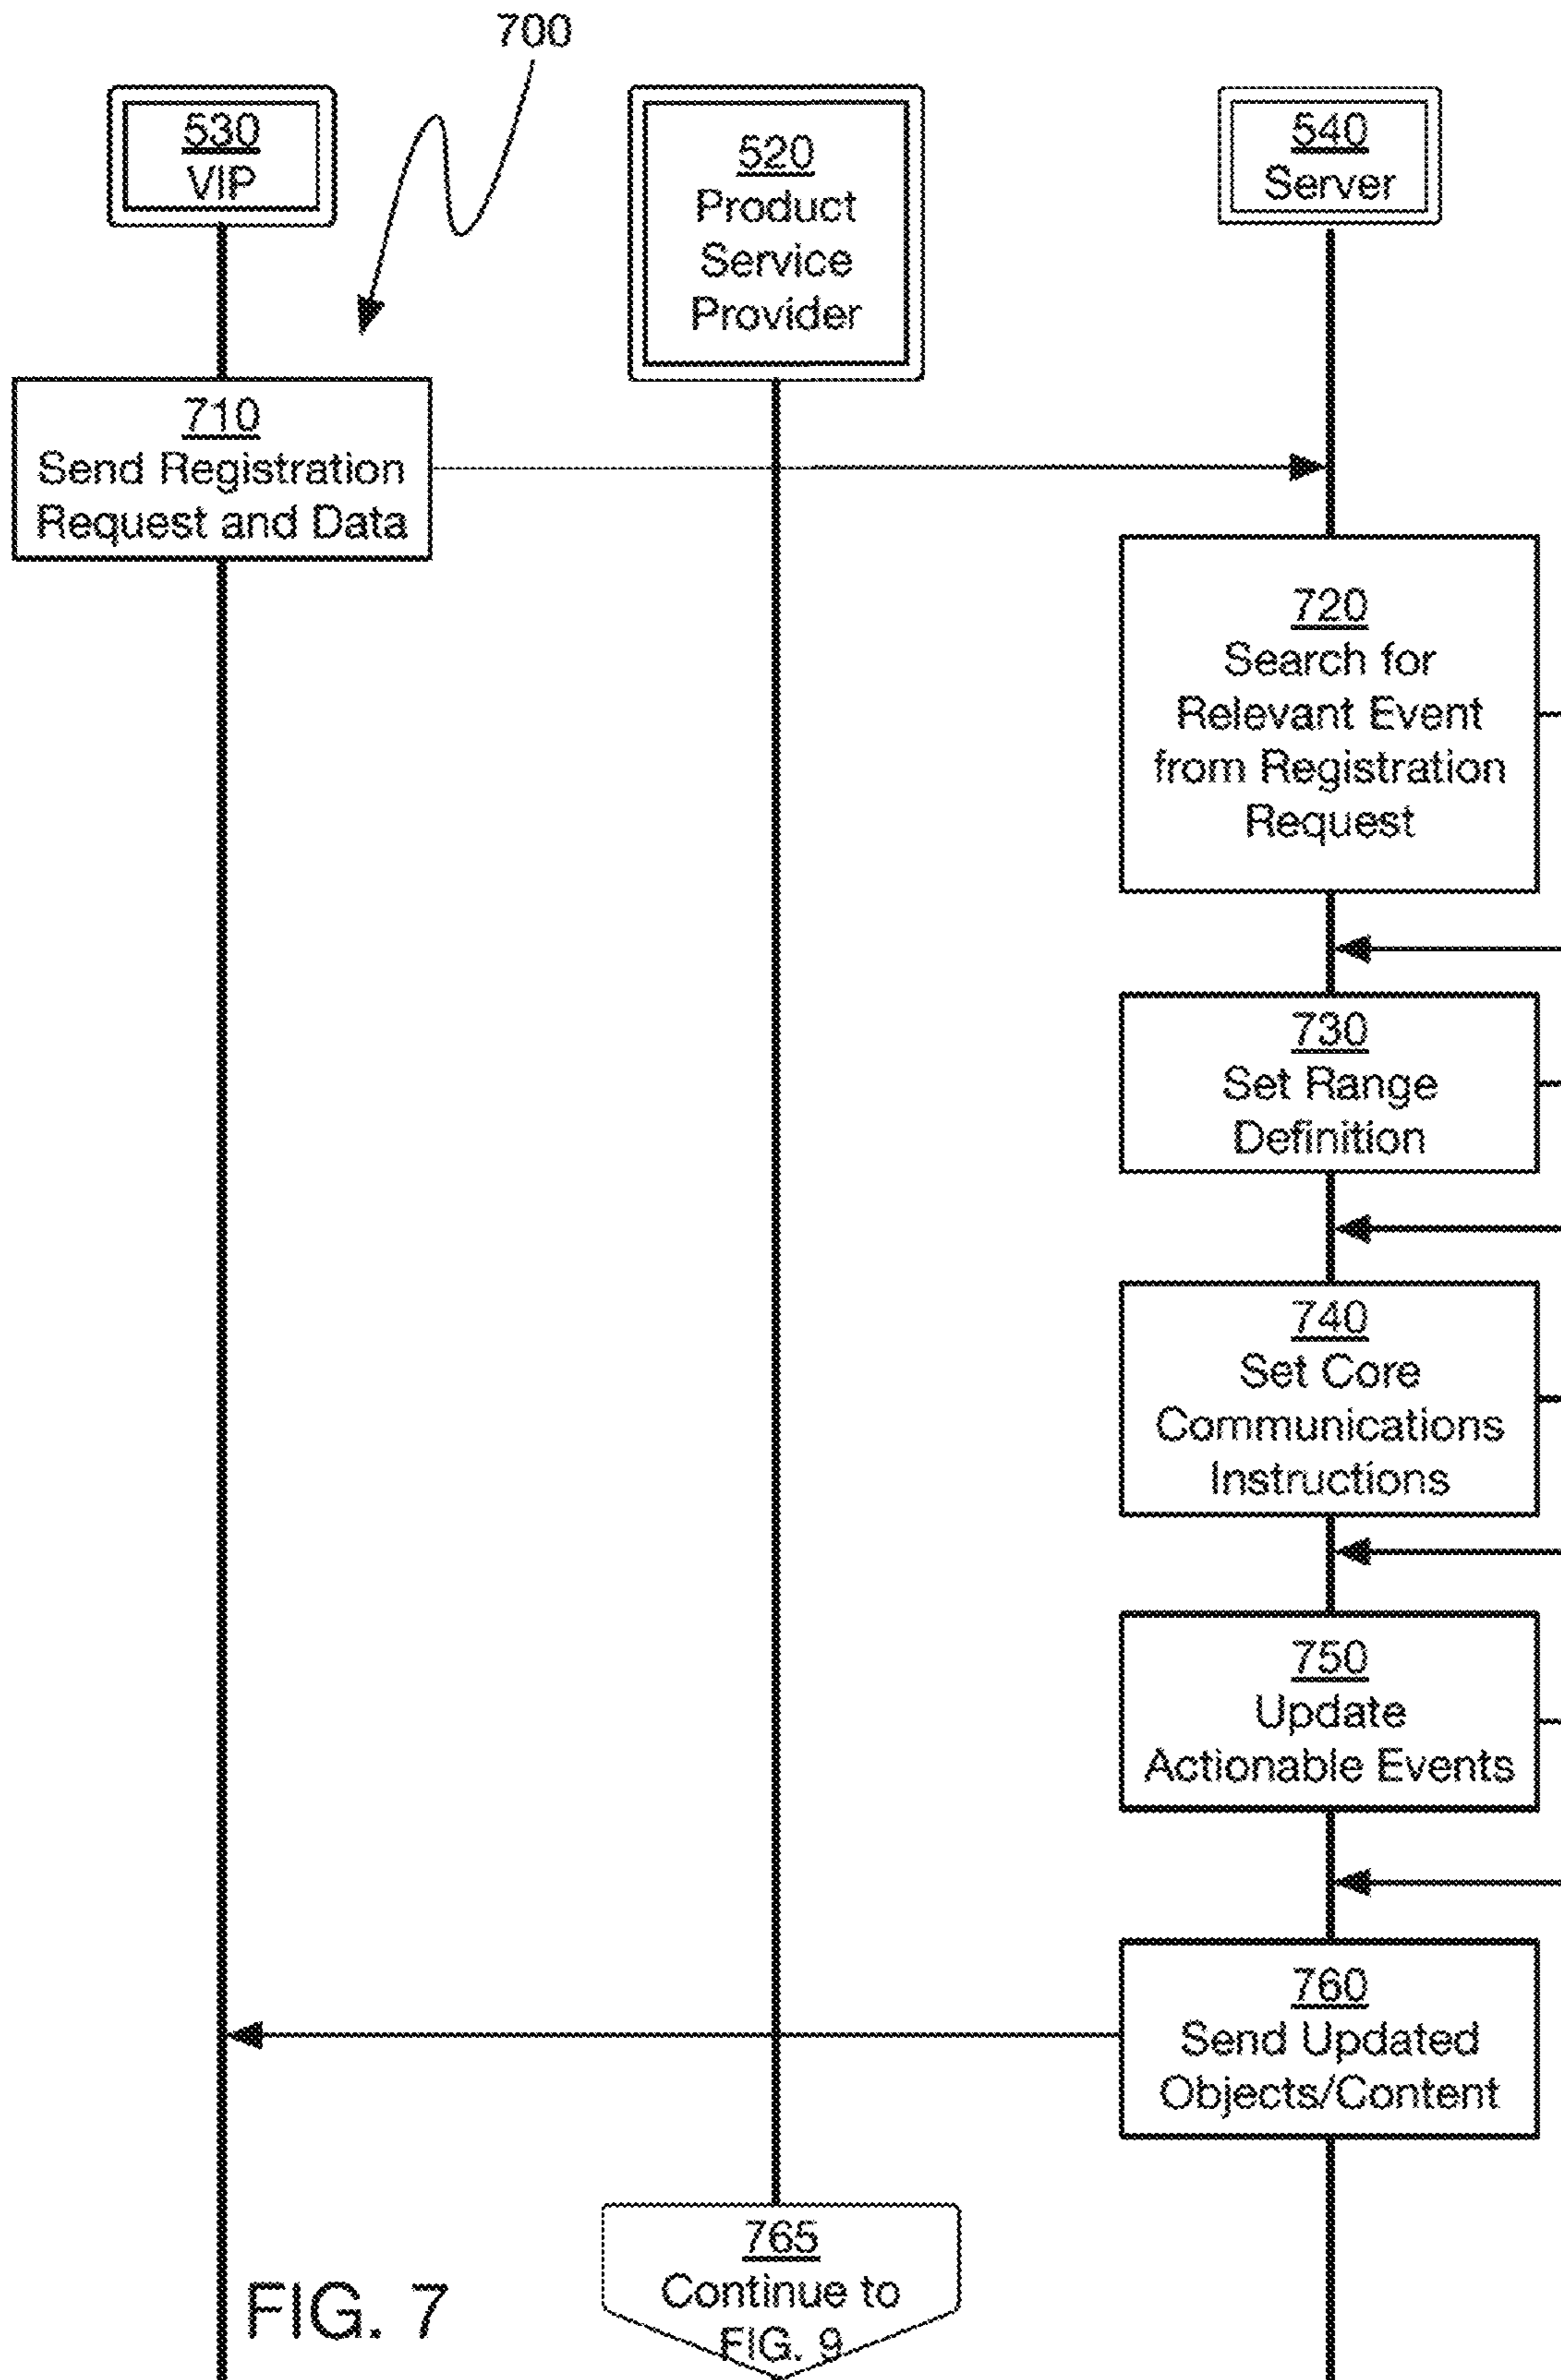 700
530
VIP
520
Product
Service
Provider
540
Server
710
Send Registration
Request and Data
720
Search for
Relevant Event
from Registration
Request
730
Set Range
Definition
740
Set Core
Communications
Instructions
750
Update
Actionable Events
760
Send Updated
Objects/Content
765
Continue to
FIG. 9
FIG. 7